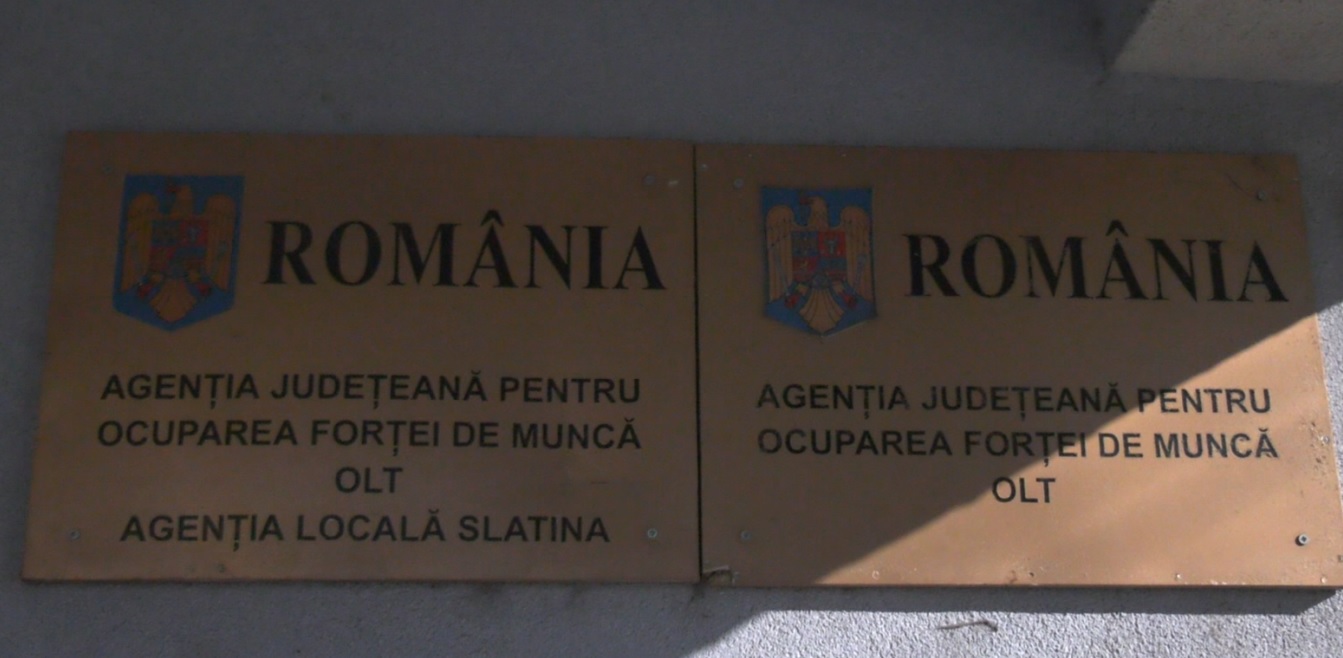 ROMÂNIA
AGENȚIA JUDEȚEANĂ PENTRU
OCUPAREA FORȚEI DE MUNCĂ
OLT
AGENȚIA LOCALĂ SLATINA
ROMÂNIA
AGENȚIA JUDEȚEANĂ PENTRU
OCUPAREA FORȚEI DE MUNCĂ
OLT